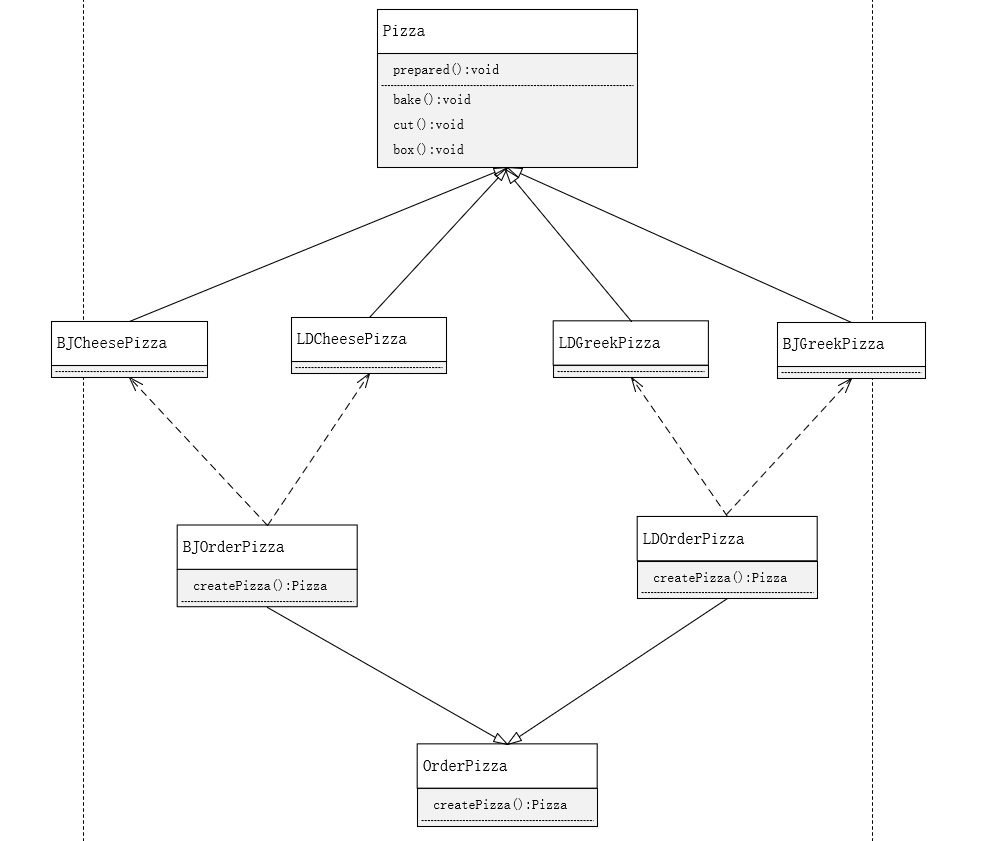 Pizza
prepared():void
bake():void
cut():void
box():void
BJCheesePizza
LDCheesePizza
LDGreekPizza
BJGreekPizza
BJOrderPizza
createPizza():Pizza
LDOrderPizza
createPizza():Pizza
OrderPizza
createPizza():Pizza